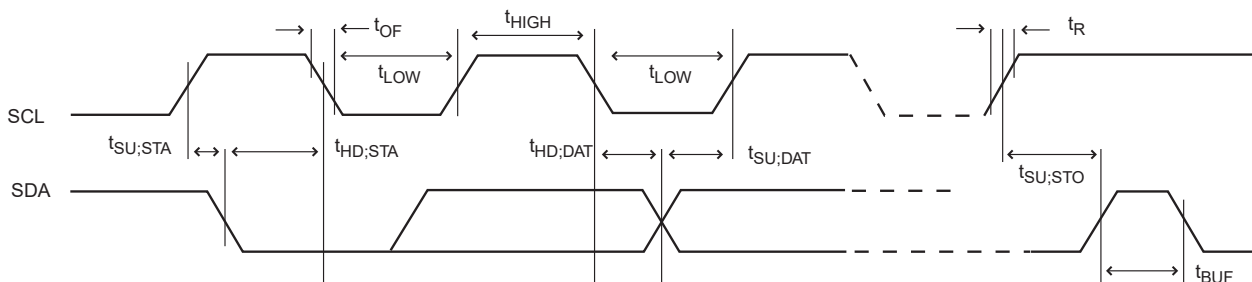 tOF
tHIGH
tR
tLOW
tLOW
SCL
tSU;STA
tHD;STA
tHD;DAT
tSU;DAT
tSU;STO
SDA
tBUF